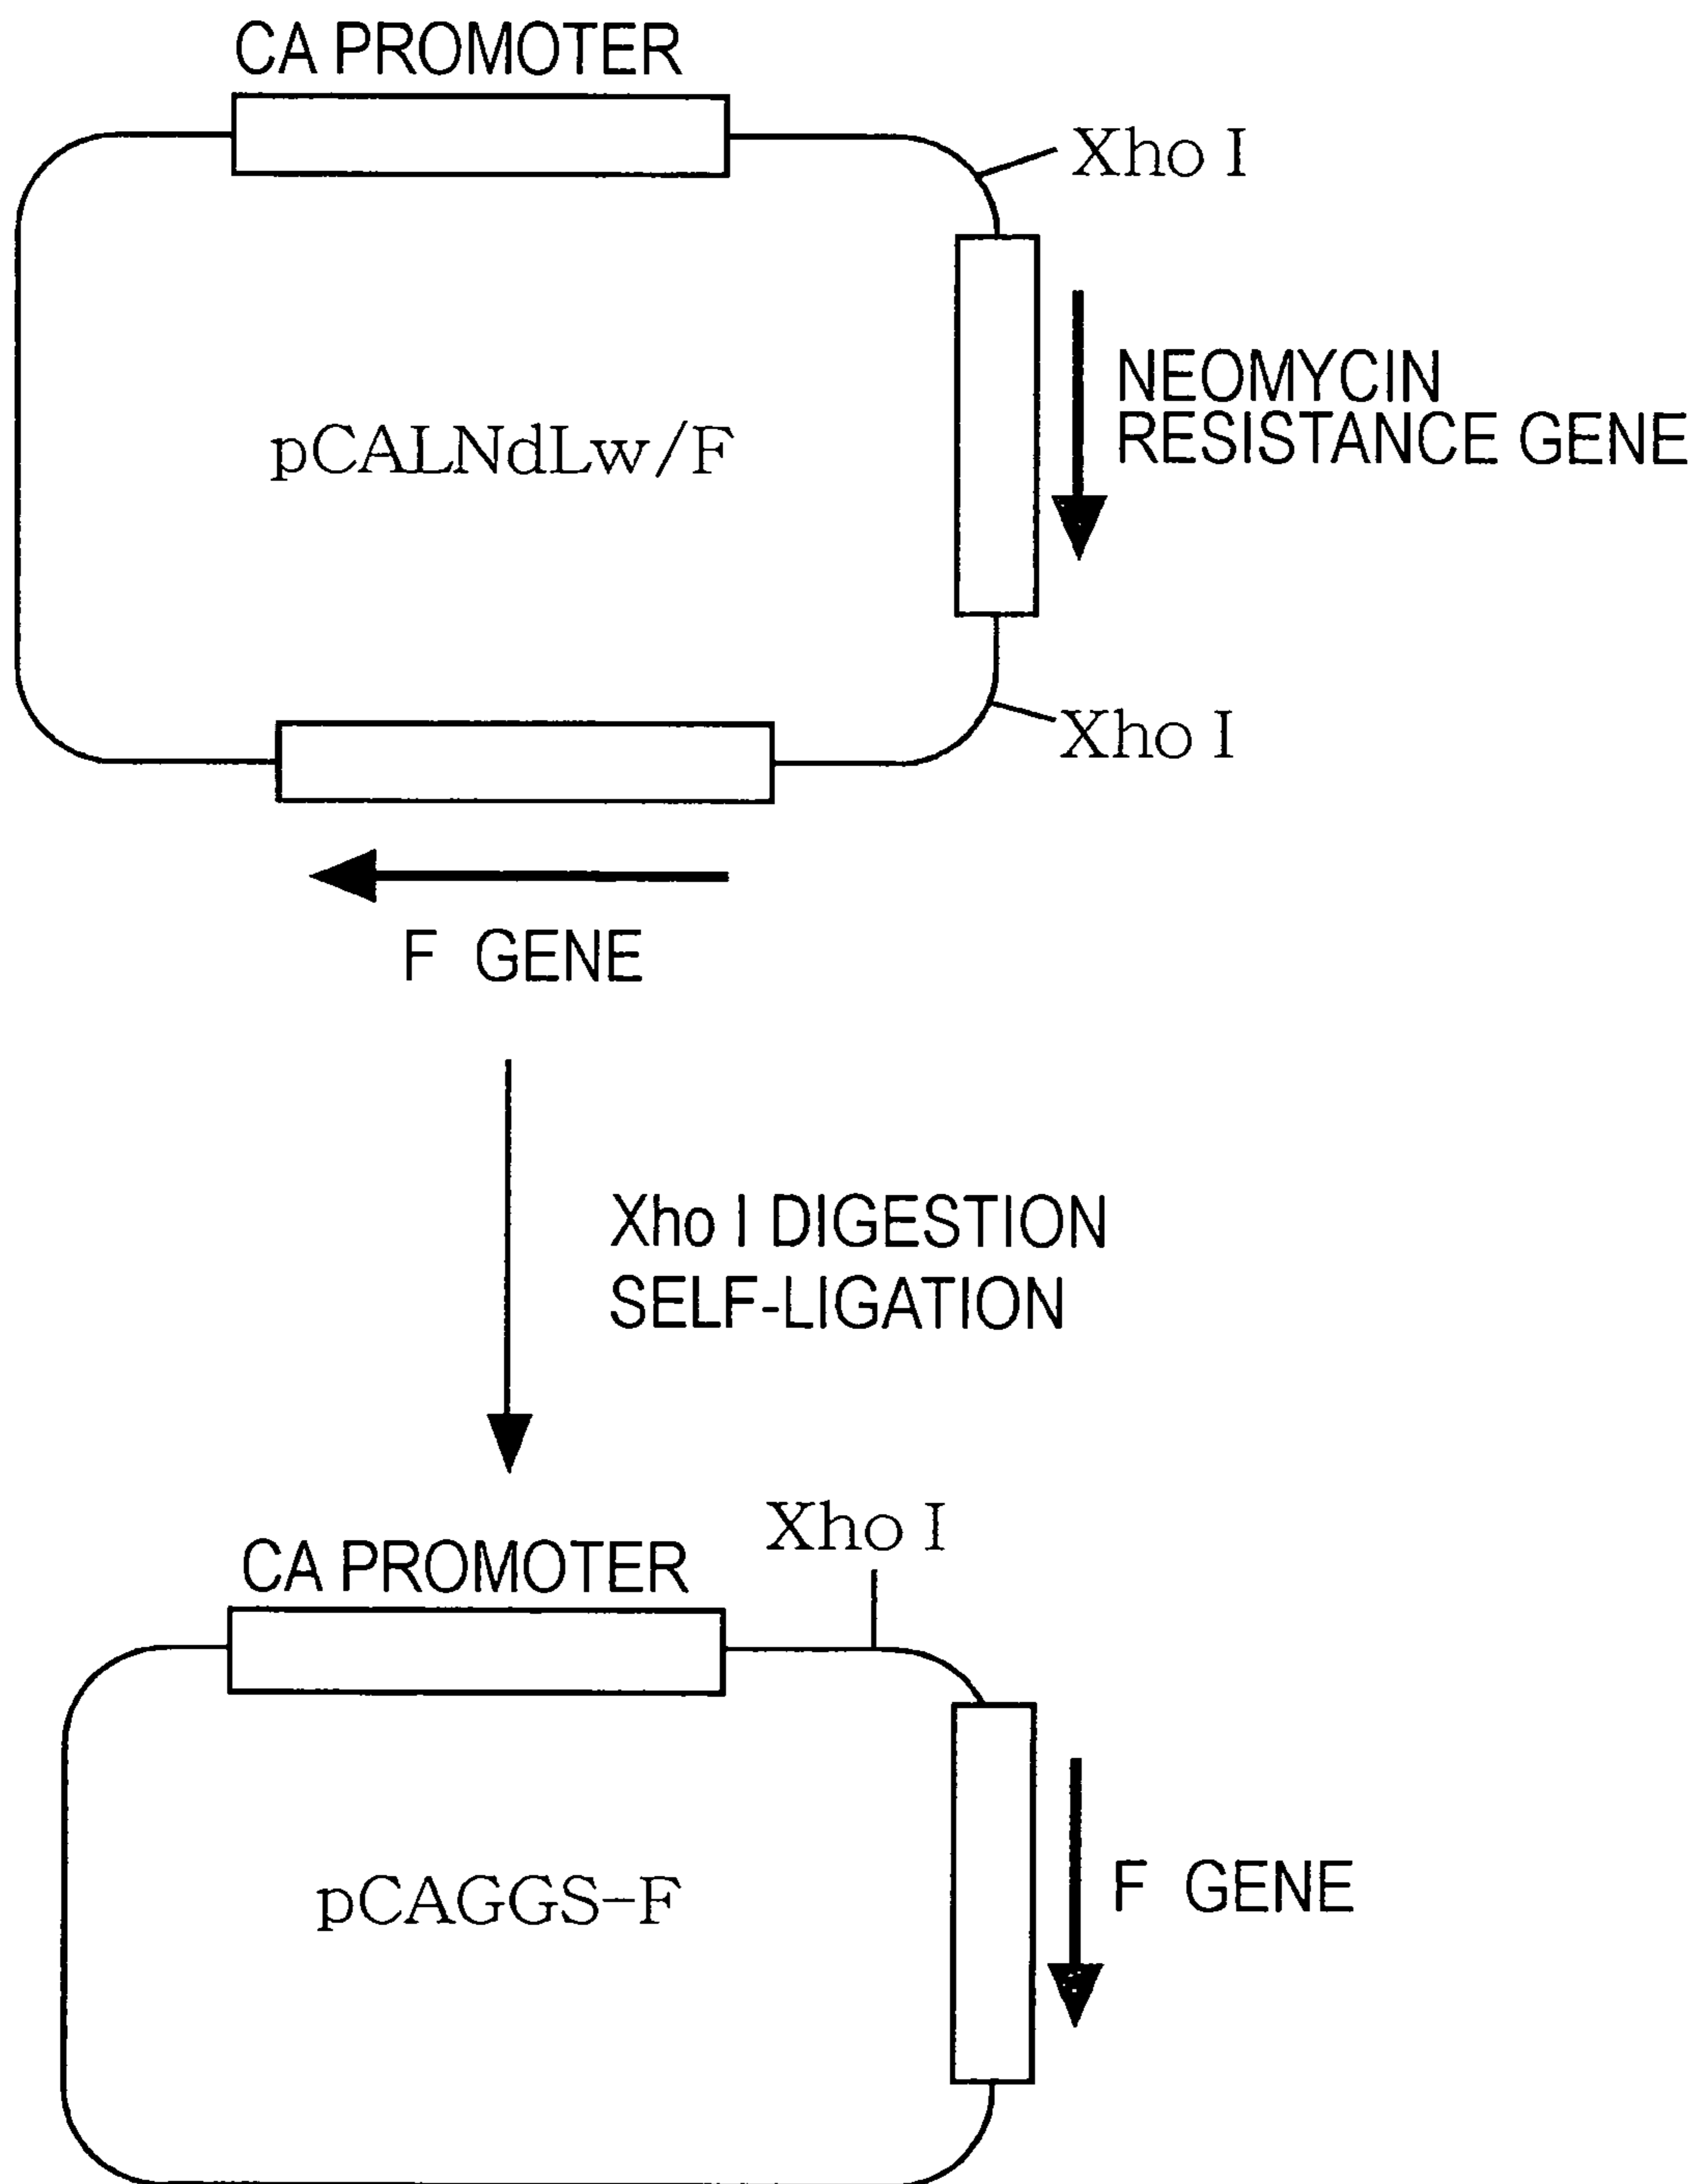 CA PROMOTER
Xho I
NEOMYCIN
RESISTANCE GENE
pCALNdLw/F
Xho I
F GENE
Xho I DIGESTION
SELF-LIGATION
Xho I
CA PROMOTER
pCAGGS-F
F GENE